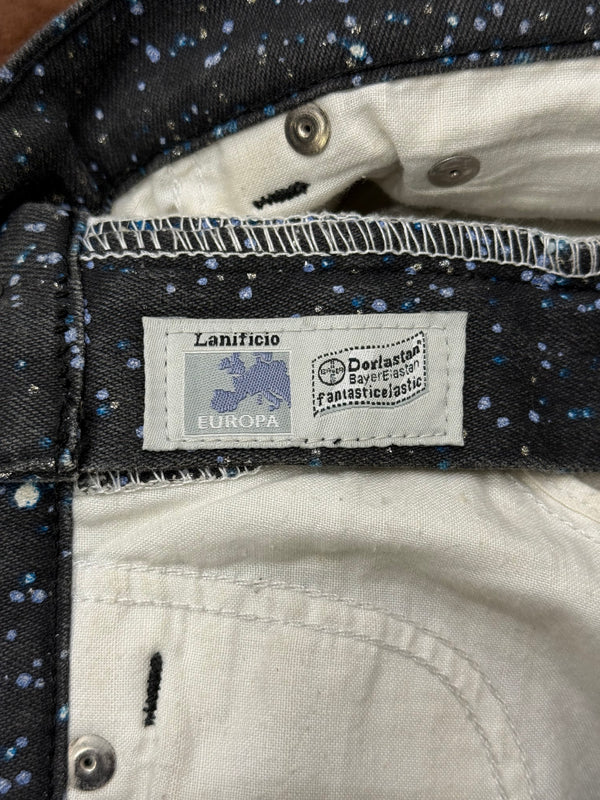 Lanificio
EUROPA
Dorlastan®
BayerElastan
fantasticelastic